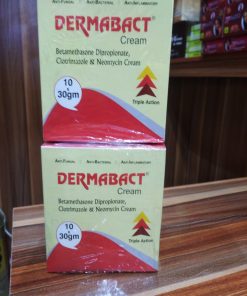 ANTI-FUNGAL ANTI-BACTERIAL ANTI-INFLAMMATORY
DERMABACT®
Cream
Betamethasone Dipropionate,
Clotrimazole & Neomycin Cream
10
x
30gm
Triple Action
ANTI-FUNGAL ANTI-BACTERIAL ANTI-INFLAMMATORY
DERMABACT®
Cream
Betamethasone Dipropionate,
Clotrimazole & Neomycin Cream
10
x
30gm
Triple Action